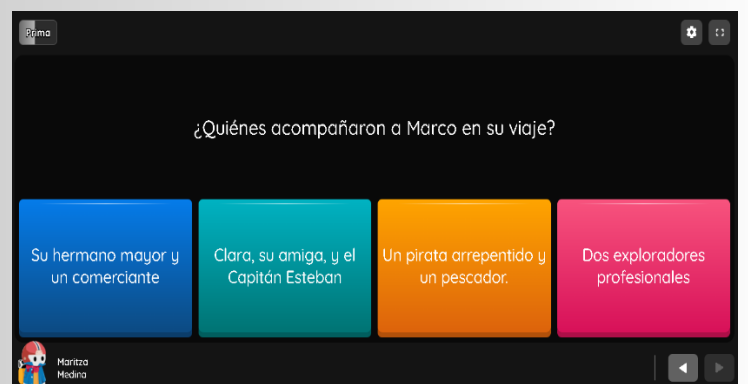 Prima
¿Quiénes acompañaron a Marco en su viaje?
Su hermano mayor y
un comerciante
Clara, su amiga, y el
Capitán Esteban
Un pirata arrepentido y
un pescador.
Dos exploradores
profesionales
Maritza
Medina